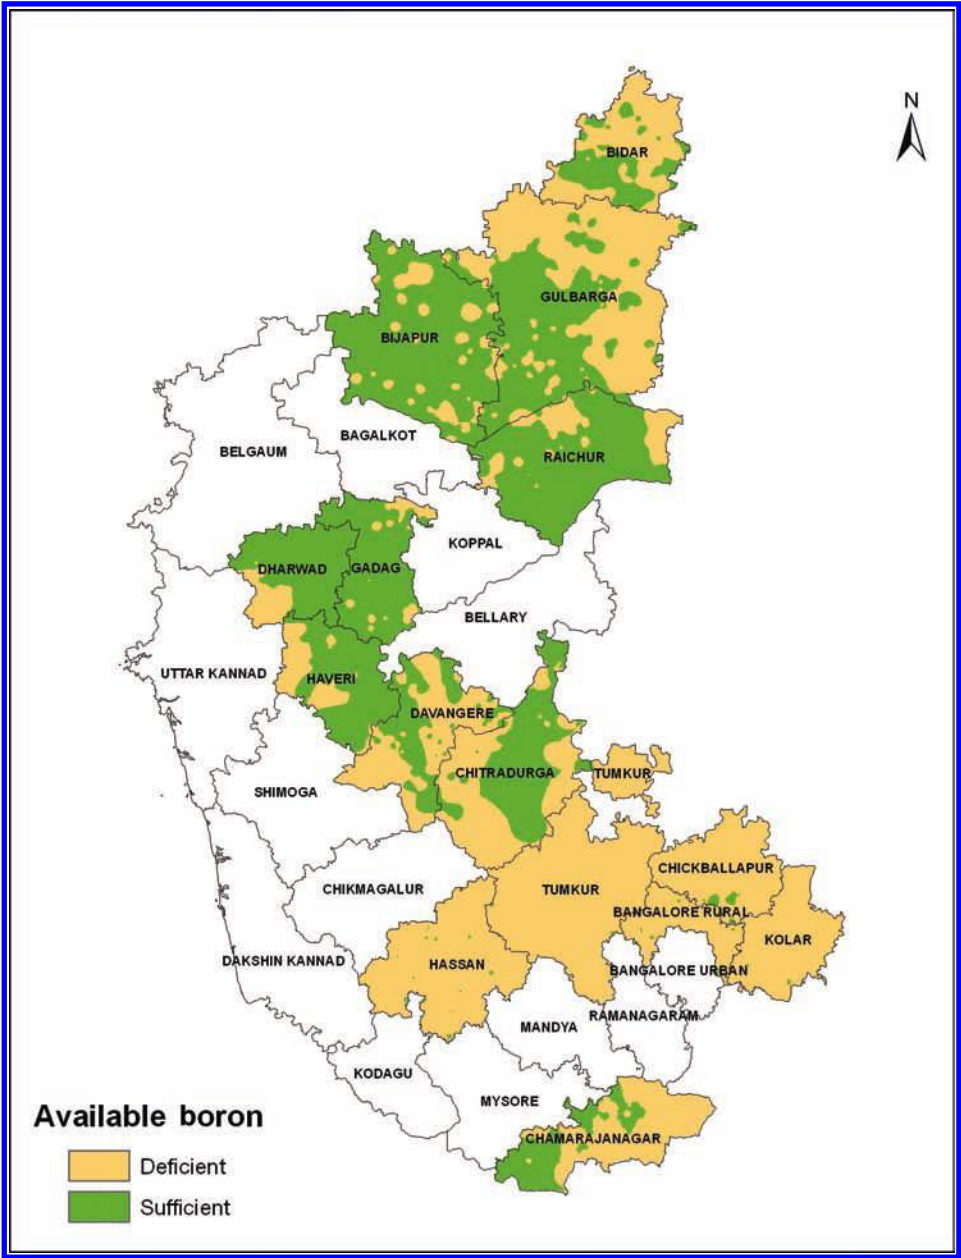 N
BIDAR
GULBARGA
BIJAPUR
BAGALKOT
BELGAUM
RAICHUR
KOPPAL
DHARWAD
GADAG
BELLARY
UTTAR KANNAD
HAVERI
DAVANGERE
CHITRADURGA
TUMKUR
SHIMOGA
CHICKBALLAPUR
CHIKMAGALUR
TUMKUR
BANGALORE RURAL
KOLAR
DAKSHIN KANNAD
HASSAN
BANGALORE URBAN
RAMANAGARAM
MANDYA
KODAGU
MYSORE
CHAMARAJANAGAR
Available boron
Deficient
Sufficient